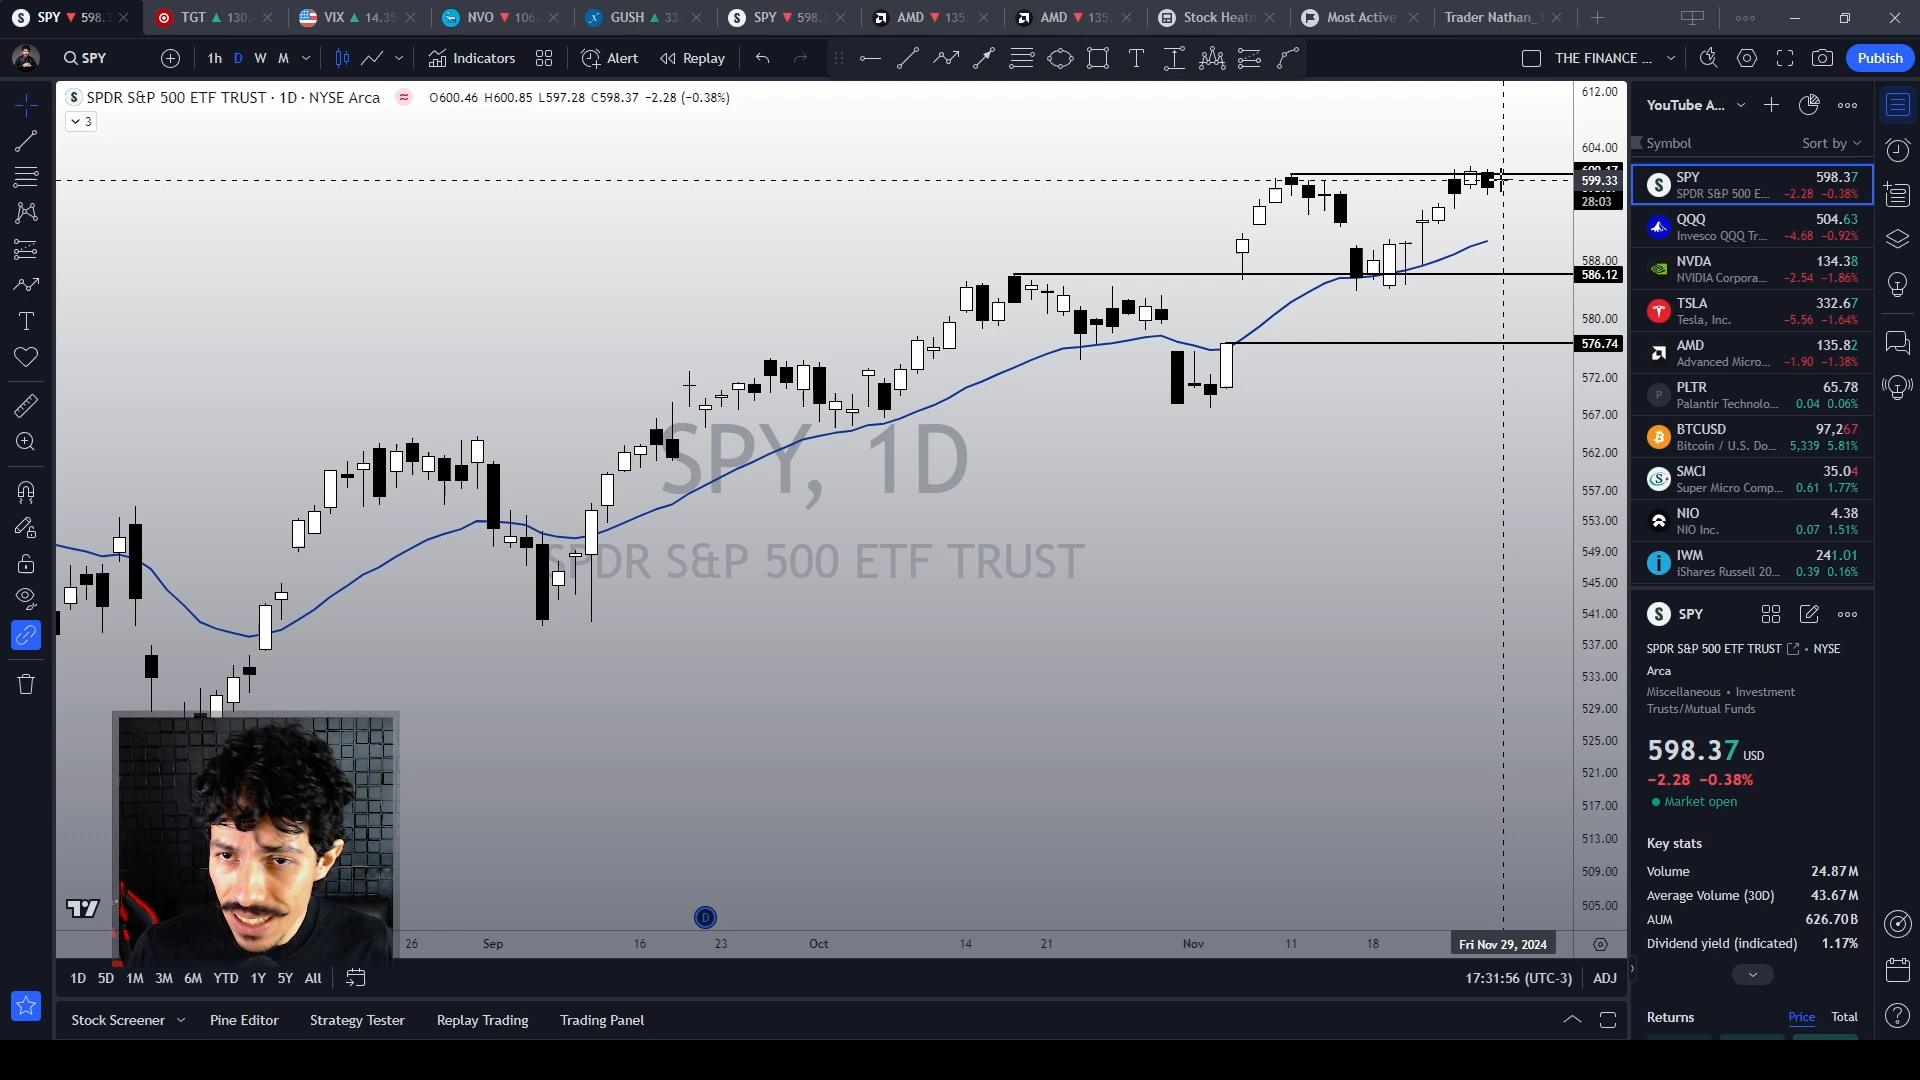 SPY 598.3
TGT 130.4
VIX 14.35
NVO 106.
GUSH 33.
SPY 598.3
AMD 135.
AMD 135.
Stock Heatm
Most Active
Trader Nathan_
SPY
1h D W M
Indicators
Alert
Replay
THE FINANCE ...
Publish
SPDR S&P 500 ETF TRUST · 1D · NYSE Arca
O600.46 H600.85 L597.28 C598.37 −2.28 (−0.38%)
3
SPY, 1D
SPDR S&P 500 ETF TRUST
612.00
604.00
599.33
28:03
588.00
586.12
580.00
576.74
572.00
567.00
562.00
557.00
553.00
549.00
545.00
541.00
537.00
533.00
529.00
525.00
521.00
517.00
513.00
509.00
505.00
D
26 Sep 16 23 Oct 14 21 Nov 11 18 Fri Nov 29, 2024
1D 5D 1M 3M 6M YTD 1Y 5Y All
17:31:56 (UTC-3) ADJ
Stock Screener Pine Editor Strategy Tester Replay Trading Trading Panel
YouTube A...
Symbol Sort by
SPY 598.37
SPDR S&P 500 E... −2.28 −0.38%
QQQ 504.63
Invesco QQQ Tr... −4.68 −0.92%
NVDA 134.38
NVIDIA Corpora... −2.54 −1.86%
TSLA 332.67
Tesla, Inc. −5.56 −1.64%
AMD 135.82
Advanced Micro... −1.90 −1.38%
P
PLTR 65.78
Palantir Technolo... 0.04 0.06%
BTCUSD 97,267
Bitcoin / U.S. Do... 5,339 5.81%
SMCI 35.04
Super Micro Comp... 0.61 1.77%
NIO 4.38
NIO Inc. 0.07 1.51%
IWM 241.01
iShares Russell 20... 0.39 0.16%
SPY
SPDR S&P 500 ETF TRUST • NYSE
Arca
Miscellaneous • Investment
Trusts/Mutual Funds
598.37 USD
−2.28 −0.38%
Market open
Key stats
Volume 24.87M
Average Volume (30D) 43.67M
AUM 626.70B
Dividend yield (indicated) 1.17%
Returns Price Total